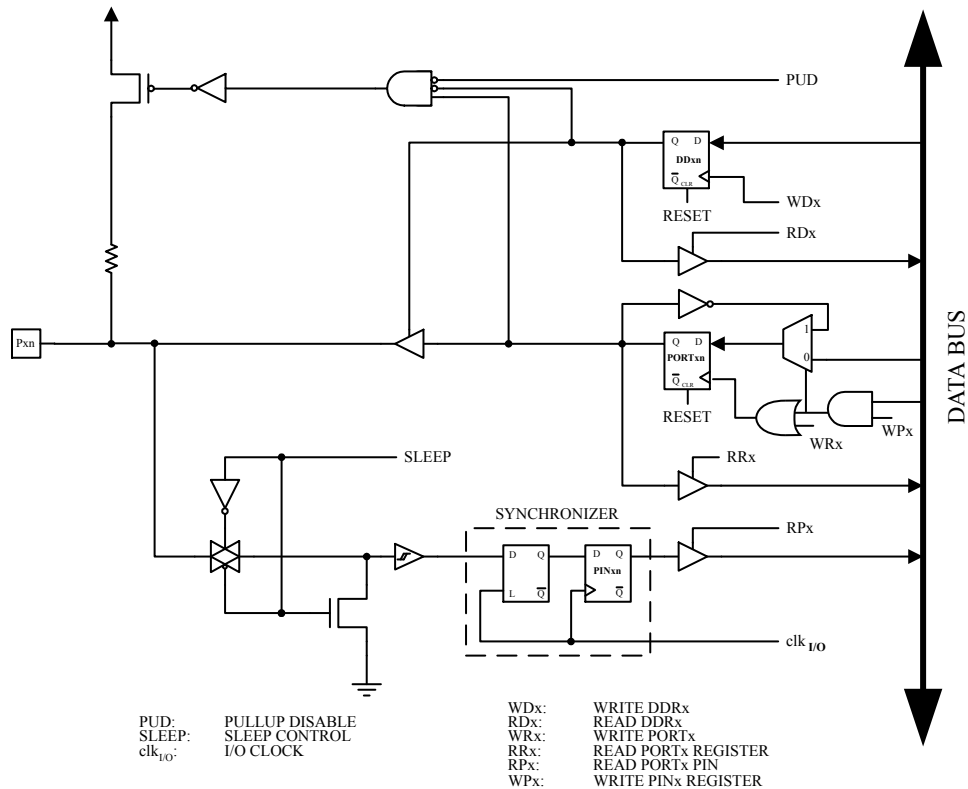 PUD
Q D
DDxn
Q CLR
WDx
RESET
RDx
Pxn
1
Q D
0
PORTxn
Q CLR
RESET
WRx
WPx
DATA BUS
SLEEP
RRx
SYNCHRONIZER
RPx
D Q
D Q
PINxn
L Q
Q
clk I/O
PUD: PULLUP DISABLE
SLEEP: SLEEP CONTROL
clkI/O: I/O CLOCK
WDx: WRITE DDRx
RDx: READ DDRx
WRx: WRITE PORTx
RRx: READ PORTx REGISTER
RPx: READ PORTx PIN
WPx: WRITE PINx REGISTER